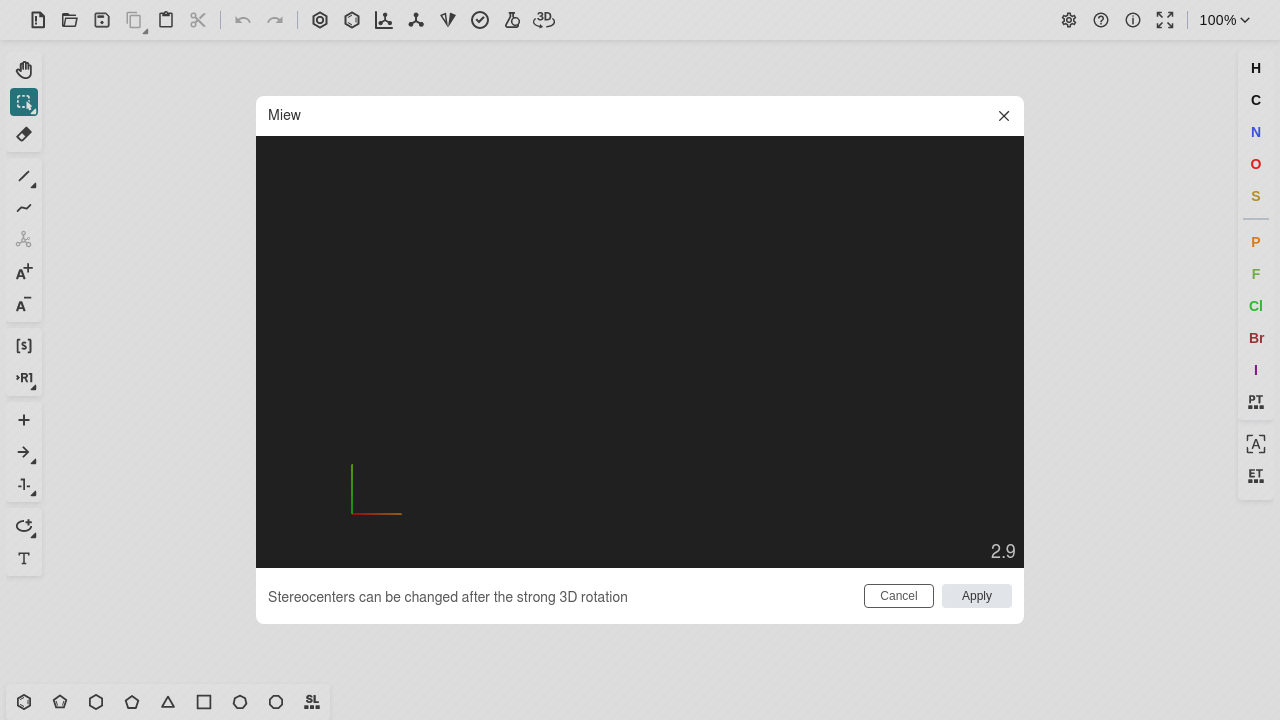 3D
100%
Miew
H
C
N
O
S
P
F
Cl
Br
I
PT
A
ET
A+
A−
[s]
R1
-1-
T
2.9
Stereocenters can be changed after the strong 3D rotation
Cancel
Apply
SL